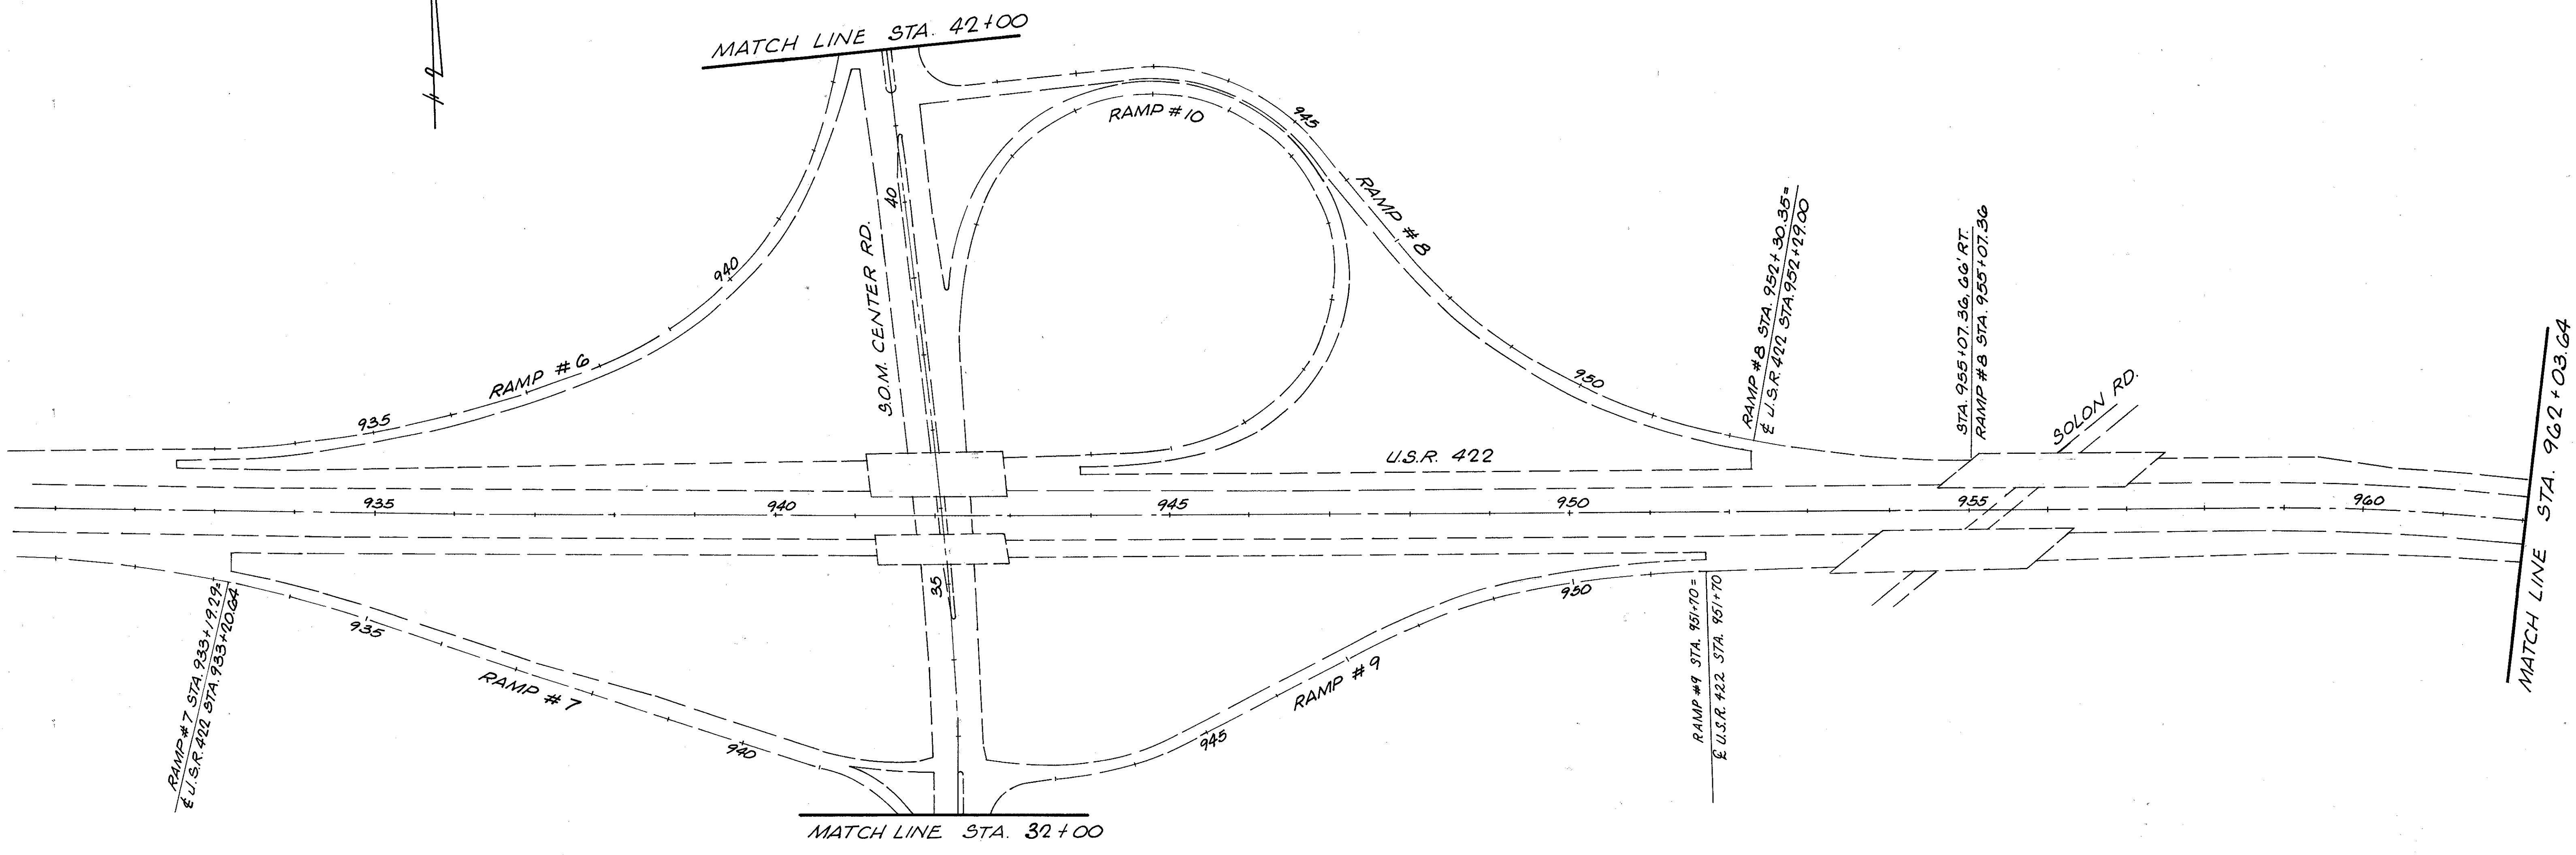 MATCH LINE STA. 42+00
RAMP #10
945
RAMP #8
40
S.O.M. CENTER RD.
940
RAMP #6
935
950
RAMP #8 STA. 952+30.35=
℄ U.S.R. 422 STA. 952+29.00
STA. 955+07.36, 66' RT.
RAMP #8 STA. 955+07.36
SOLON RD.
U.S.R. 422
935
940
945
950
955
960
MATCH LINE STA. 962+03.64
35
935
RAMP #7
940
RAMP #7 STA. 933+19.29=
℄ U.S.R. 422 STA. 933+20.64
945
RAMP #9
950
RAMP #9 STA. 951+70=
℄ U.S.R. 422 STA. 951+70
MATCH LINE STA. 32+00